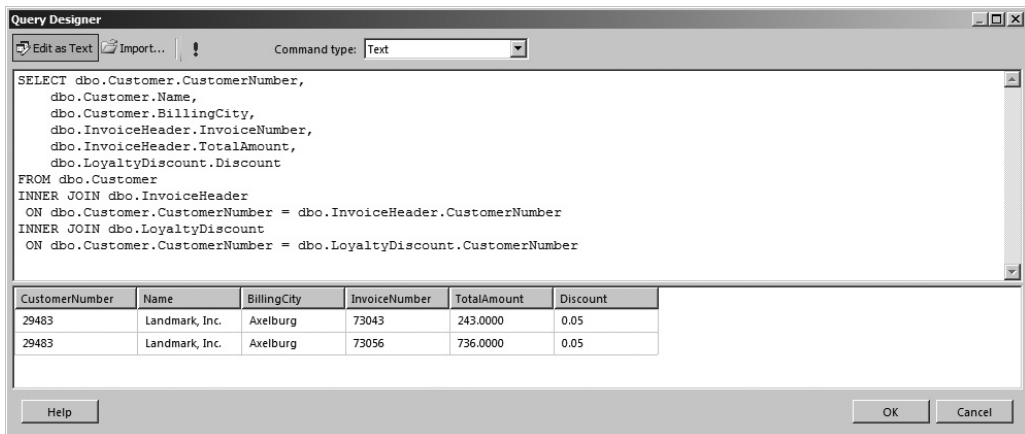 Query Designer
Edit as Text Import... ! Command type: Text
SELECT dbo.Customer.CustomerNumber,
dbo.Customer.Name,
dbo.Customer.BillingCity,
dbo.InvoiceHeader.InvoiceNumber,
dbo.InvoiceHeader.TotalAmount,
dbo.LoyaltyDiscount.Discount
FROM dbo.Customer
INNER JOIN dbo.InvoiceHeader
ON dbo.Customer.CustomerNumber = dbo.InvoiceHeader.CustomerNumber
INNER JOIN dbo.LoyaltyDiscount
ON dbo.Customer.CustomerNumber = dbo.LoyaltyDiscount.CustomerNumber
CustomerNumber Name BillingCity InvoiceNumber TotalAmount Discount
29483 Landmark, Inc. Axelburg 73043 243.0000 0.05
29483 Landmark, Inc. Axelburg 73056 736.0000 0.05
Help OK Cancel